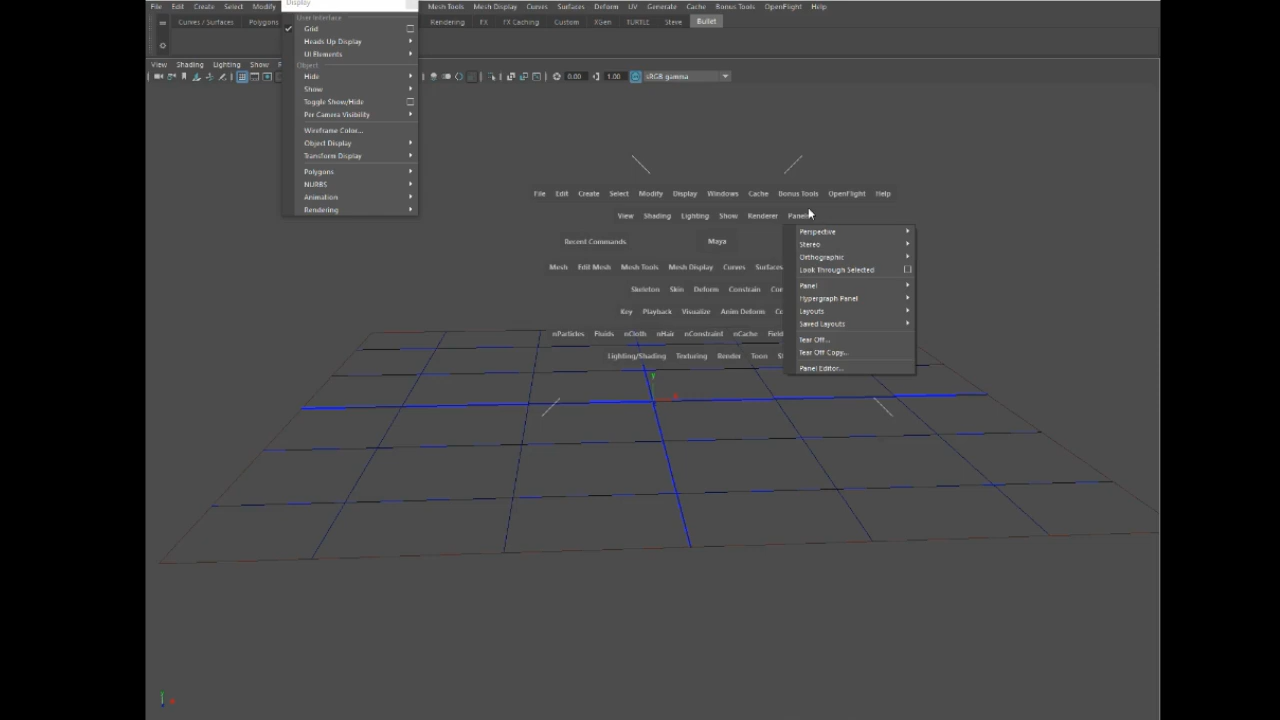 Display
File Edit Create Select Modify Mesh Tools Mesh Display Curves Surfaces Deform UV Generate Cache Bonus Tools OpenFlight Help
Curves / Surfaces Polygons Rendering FX FX Caching Custom XGen TURTLE Steve Bullet
View Shading Lighting Show
0.00 1.00 sRGB gamma
User Interface
Grid
Heads Up Display
UI Elements
Object
Hide
Show
Toggle Show/Hide
Per Camera Visibility
Wireframe Color...
Object Display
Transform Display
Polygons
NURBS
Animation
Rendering
File Edit Create Select Modify Display Windows Cache Bonus Tools OpenFlight Help
View Shading Lighting Show Renderer Panels
Recent Commands Maya
Mesh Edit Mesh Mesh Tools Mesh Display Curves Surfaces
Skeleton Skin Deform Constrain
Key Playback Visualize Anim Deform
nParticles Fluids nCloth nHair nConstraint nCache
Lighting/Shading Texturing Render Toon
Perspective
Stereo
Orthographic
Look Through Selected
Panel
Hypergraph Panel
Layouts
Saved Layouts
Tear Off...
Tear Off Copy...
Panel Editor...
y
x